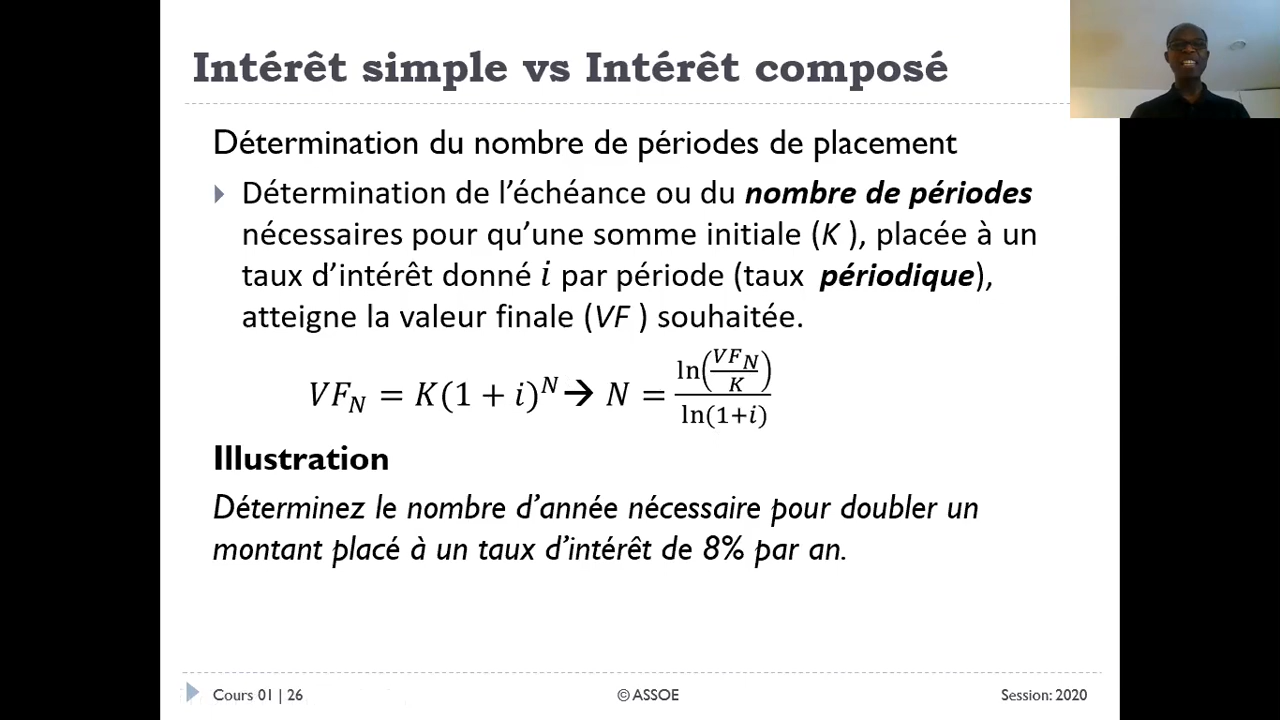 Intérêt simple vs Intérêt composé
Détermination du nombre de périodes de placement
Détermination de l’échéance ou du nombre de périodes
nécessaires pour qu’une somme initiale (K ), placée à un
taux d’intérêt donné i par période (taux périodique),
atteigne la valeur finale (VF ) souhaitée.
VF_N = K(1 + i)^N → N = ln(VF_N/K)/ln(1+i)
Illustration
Déterminez le nombre d’année nécessaire pour doubler un
montant placé à un taux d’intérêt de 8% par an.
Cours 01 | 26
© ASSOE
Session: 2020